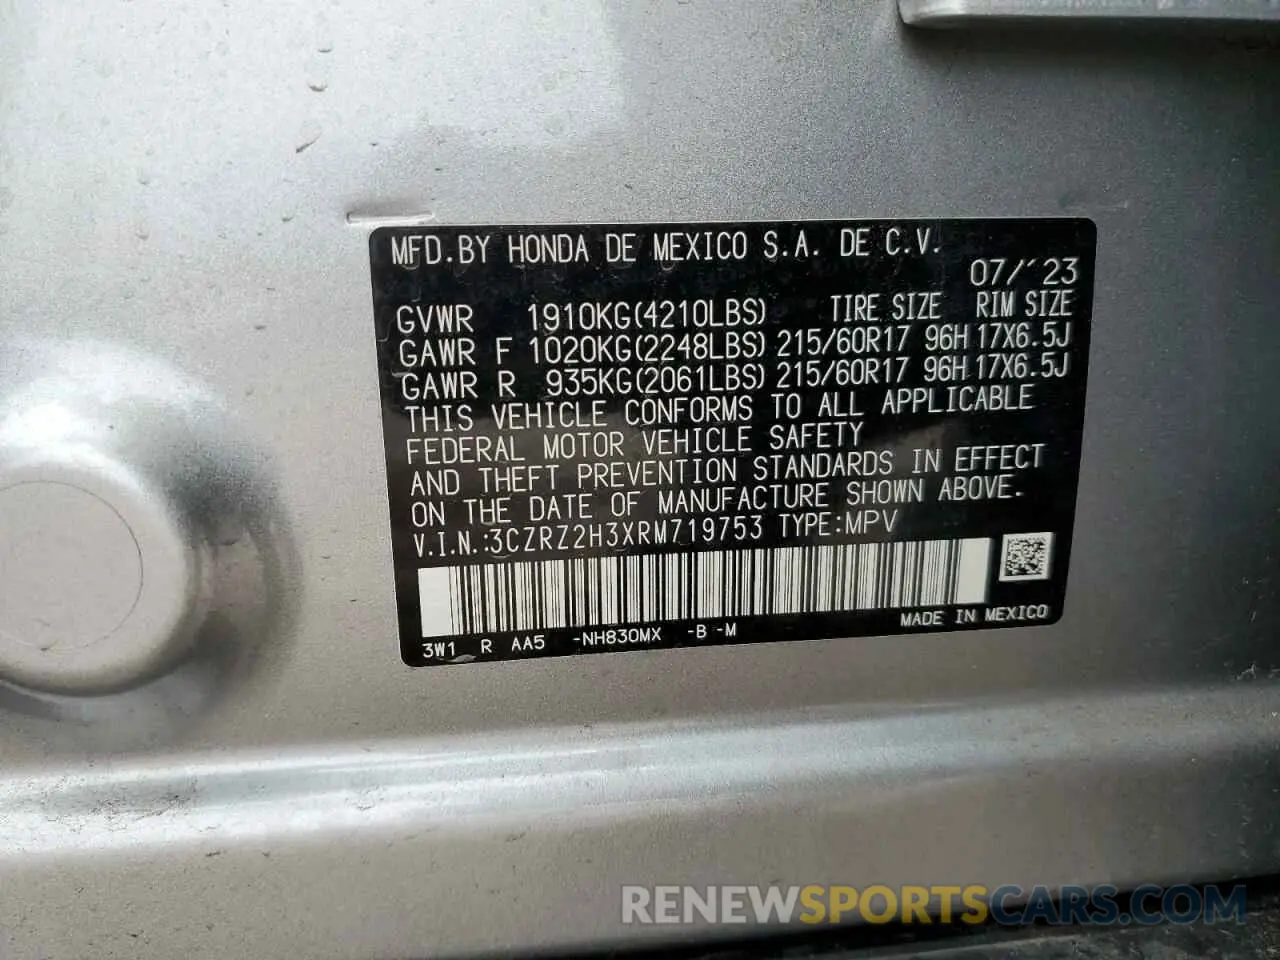 MFD.BY HONDA DE MEXICO S.A. DE C.V.
07/'23
GVWR 1910KG(4210LBS) TIRE SIZE RIM SIZE
GAWR F 1020KG(2248LBS) 215/60R17 96H 17X6.5J
GAWR R 935KG(2061LBS) 215/60R17 96H 17X6.5J
THIS VEHICLE CONFORMS TO ALL APPLICABLE
FEDERAL MOTOR VEHICLE SAFETY
AND THEFT PREVENTION STANDARDS IN EFFECT
ON THE DATE OF MANUFACTURE SHOWN ABOVE.
V.I.N.:3CZRZ2H3XRM719753 TYPE:MPV
MADE IN MEXICO
3W1 R AA5 -NH830MX -B -M
RENEWSPORTSCARS.COM